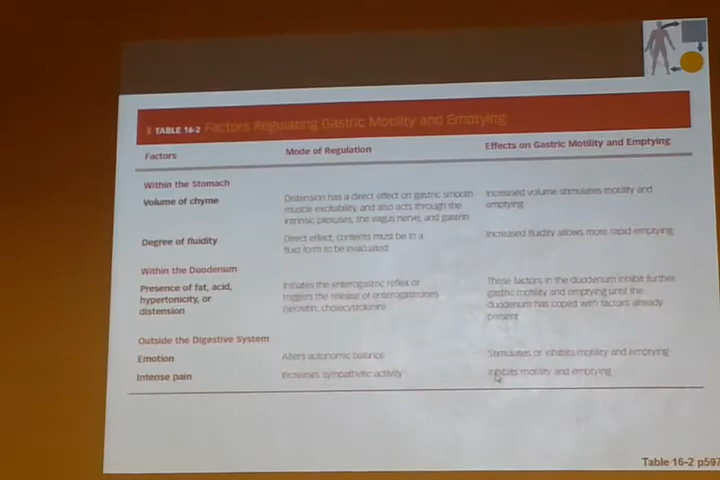 TABLE 16-2 Factors Regulating Gastric Motility and Emptying
Factors Mode of Regulation Effects on Gastric Motility and Emptying
Within the Stomach
Volume of chyme Distension has a direct effect on gastric smooth Increased volume stimulates motility and
muscle excitability, and also acts through the emptying
intrinsic plexuses, the vagus nerve, and gastrin
Degree of fluidity Direct effect; contents must be in a Increased fluidity allows more rapid emptying
fluid form to be evacuated
Within the Duodenum
Presence of fat, acid, Initiates the enterogastric reflex or These factors in the duodenum inhibit further
hypertonicity, or triggers the release of enterogastrones gastric motility and emptying until the
distension (secretin, cholecystokinin) duodenum has coped with factors already
present
Outside the Digestive System
Emotion Alters autonomic balance Stimulates or inhibits motility and emptying
Intense pain Increases sympathetic activity Inhibits motility and emptying
Table 16-2 p597